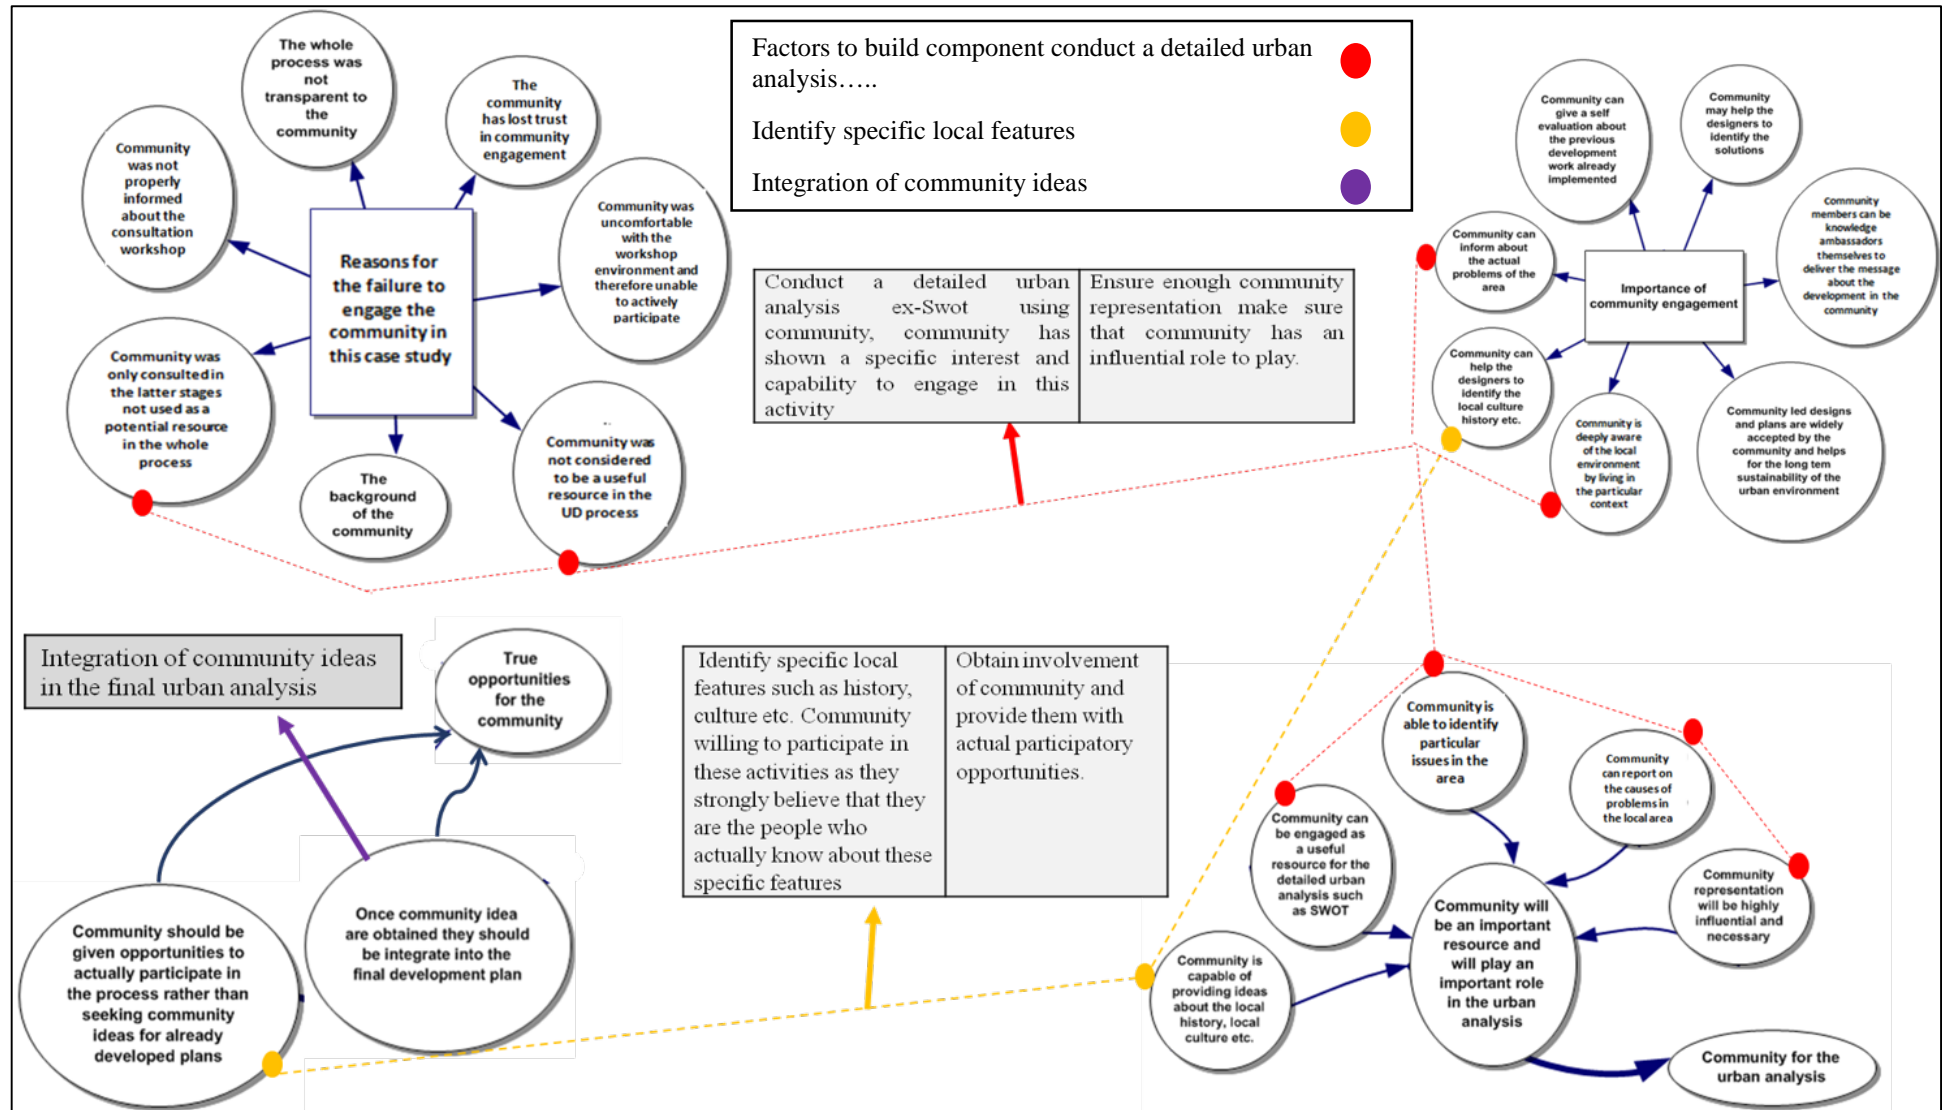 The whole
process was
not
transparent to
the
community
The
community
has lost trust
in community
engagement
Community
was not
properly
informed
about the
consultation
workshop
Community was
uncomfortable
with the
workshop
environment and
therefore unable
to actively
participate
Reasons for
the failure to
engage the
community in
this case study
Community was
only consulted in
the latter stages
not used as a
potential resource
in the whole
process
The
background
of the
community
..
Community was
not considered
to be a useful
resource in the
UD process
Factors to build component conduct a detailed urban
analysis…..
Identify specific local features
Integration of community ideas
Conduct a detailed urban
analysis ex-Swot using
community, community has
shown a specific interest and
capability to engage in this
activity
Ensure enough community
representation make sure
that community has an
influential role to play.
Community can
give a self
evaluation about
the previous
development
work already
implemented
Community
may help the
designers to
identify the
solutions
Community
members can be
knowledge
ambassadors
themselves to
deliver the message
about the
development in the
community
Community can
inform about
the actual
problems of the
area
Importance of
community engagement
Community can
help the
designers to
identify the
local culture
history etc.
Community is
deeply aware
of the local
environment
by living in
the particular
context
Community led designs
and plans are widely
accepted by the
community and helps
for the long tem
sustainability of the
urban environment
Integration of community ideas
in the final urban analysis
True
opportunities
for the
community
Community should be
given opportunities to
actually participate in
the process rather than
seeking community
ideas for already
developed plans
Once community idea
are obtained they should
be integrate into the
final development plan
Identify specific local
features such as history,
culture etc. Community
willing to participate in
these activities as they
strongly believe that they
are the people who
actually know about these
specific features
Obtain involvement
of community and
provide them with
actual participatory
opportunities.
Community is
able to identify
particular
issues in the
area
Community
can report on
the causes of
problems in
the local area
Community can
be engaged as
a useful
resource for the
detailed urban
analysis such
as SWOT
Community
representation
will be highly
influential and
necessary
Community is
capable of
providing ideas
about the local
history, local
culture etc.
Community will
be an important
resource and
will play an
important role
in the urban
analysis
Community for the
urban analysis